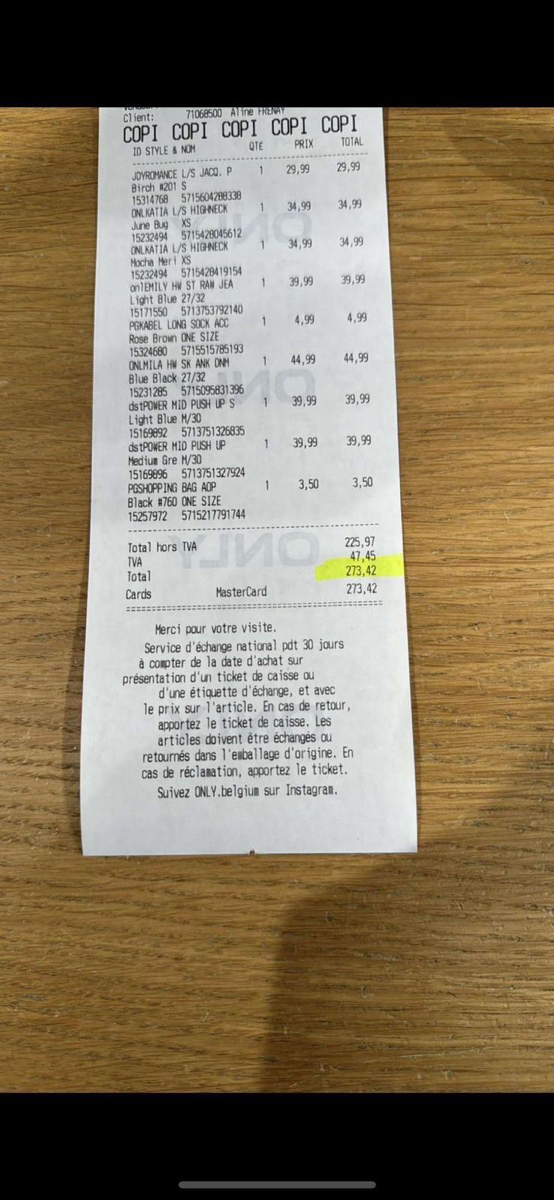 Client: 71068500 Aline FRENAY
COPI COPI COPI COPI COPI
ID STYLE & NOM QTE PRIX TOTAL
JDYROMANCE L/S JACQ. P 1 29,99 29,99
Birch #201 S
15314768 5715604288338
ONLKATIA L/S HIGHNECK 1 34,99 34,99
June Bug XS
15232494 5715428045612
ONLKATIA L/S HIGHNECK 1 34,99 34,99
Mocha Meri XS
15232494 5715428419154
onlEMILY HW ST RAW JEA 1 39,99 39,99
Light Blue 27/32
15171550 5713753792140
PGKABEL LONG SOCK ACC 1 4,99 4,99
Rose Brown ONE SIZE
15324680 5715515785193
ONLMILA HW SK ANK DNM 1 44,99 44,99
Blue Black 27/32
15231285 5715095831396
dstPOWER MID PUSH UP S 1 39,99 39,99
Light Blue M/30
15169892 5713751326835
dstPOWER MID PUSH UP 1 39,99 39,99
Medium Gre M/30
15169896 5713751327924
PGSHOPPING BAG AOP 1 3,50 3,50
Black #760 ONE SIZE
15257972 5715217791744
Total hors TVA 225,97
TVA 47,45
Total 273,42
Cards MasterCard 273,42
Merci pour votre visite.
Service d'échange national pdt 30 jours
à compter de la date d'achat sur
présentation d'un ticket de caisse ou
d'une étiquette d'échange, et avec
le prix sur l'article. En cas de retour,
apportez le ticket de caisse. Les
articles doivent être échangés ou
retournés dans l'emballage d'origine. En
cas de réclamation, apportez le ticket.
Suivez ONLY.belgium sur Instagram.